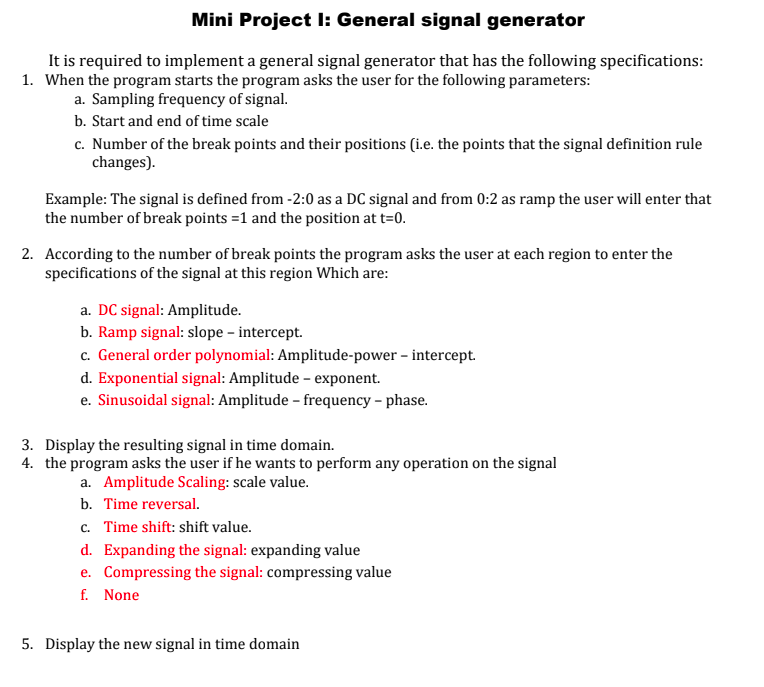 Mini Project I: General signal generator
It is required to implement a general signal generator that has the following specifications:
1. When the program starts the program asks the user for the following parameters:
a. Sampling frequency of signal.
b. Start and end of time scale
c. Number of the break points and their positions (i.e. the points that the signal definition rule
changes).
Example: The signal is defined from -2:0 as a DC signal and from 0:2 as ramp the user will enter that
the number of break points =1 and the position at t=0.
2. According to the number of break points the program asks the user at each region to enter the
specifications of the signal at this region Which are:
a. DC signal: Amplitude.
b. Ramp signal: slope – intercept.
c. General order polynomial: Amplitude-power – intercept.
d. Exponential signal: Amplitude – exponent.
e. Sinusoidal signal: Amplitude – frequency – phase.
3. Display the resulting signal in time domain.
4. the program asks the user if he wants to perform any operation on the signal
a. Amplitude Scaling: scale value.
b. Time reversal.
c. Time shift: shift value.
d. Expanding the signal: expanding value
e. Compressing the signal: compressing value
f. None
5. Display the new signal in time domain